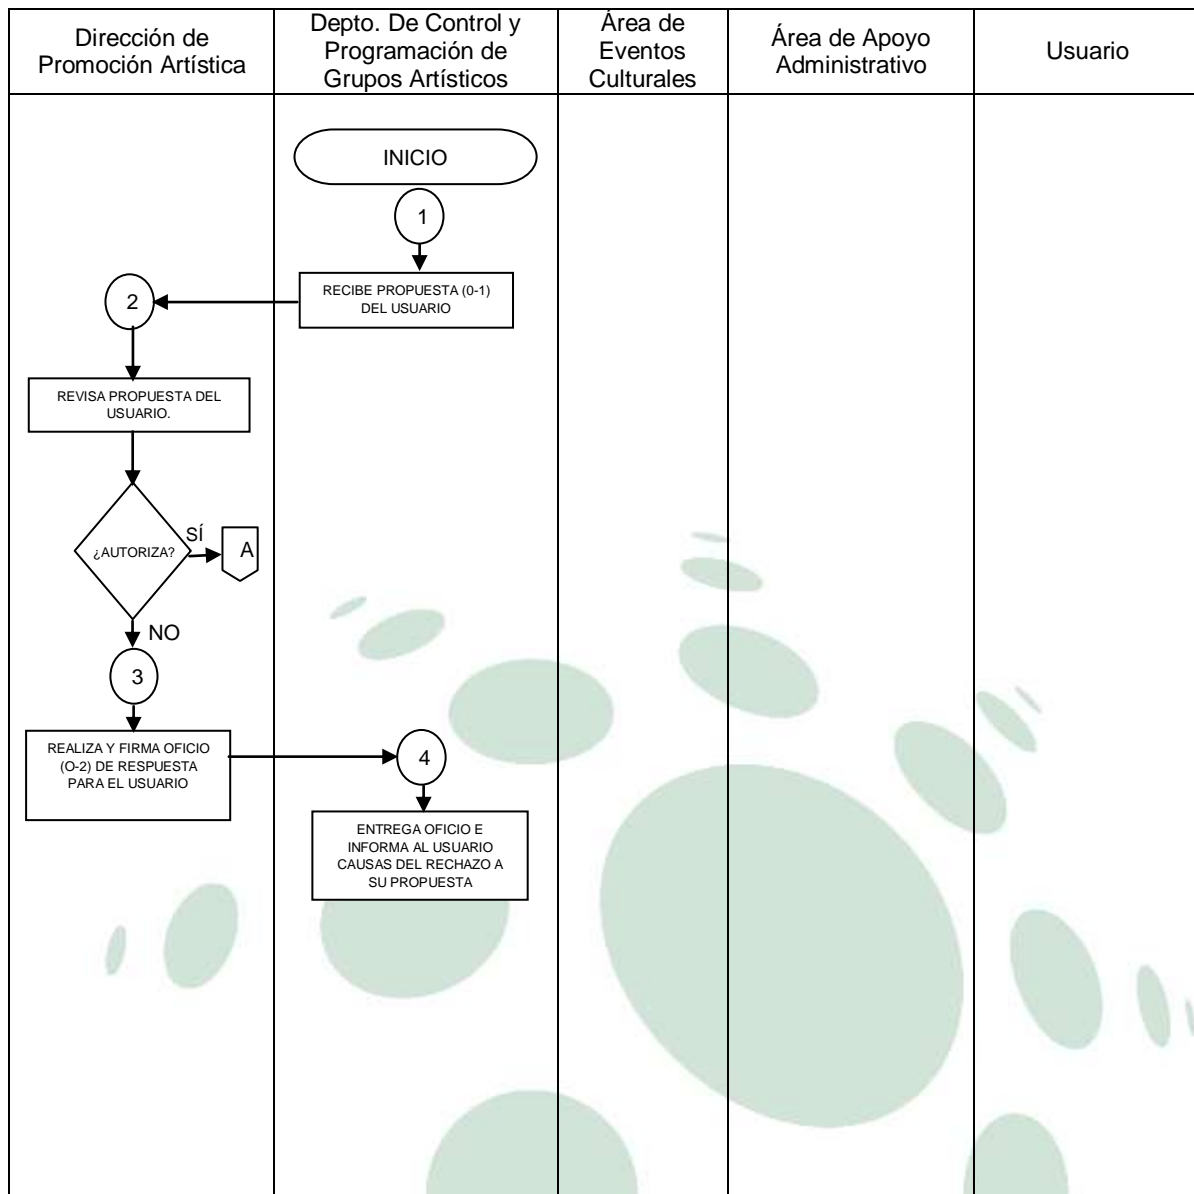 Dirección de
Promoción Artística
Depto. De Control y
Programación de
Grupos Artísticos
Área de
Eventos
Culturales
Área de Apoyo
Administrativo
Usuario
INICIO
1
RECIBE PROPUESTA (0-1)
DEL USUARIO
2
REVISA PROPUESTA DEL
USUARIO.
¿AUTORIZA?
SÍ
A
NO
3
REALIZA Y FIRMA OFICIO
(O-2) DE RESPUESTA
PARA EL USUARIO
4
ENTREGA OFICIO E
INFORMA AL USUARIO
CAUSAS DEL RECHAZO A
SU PROPUESTA